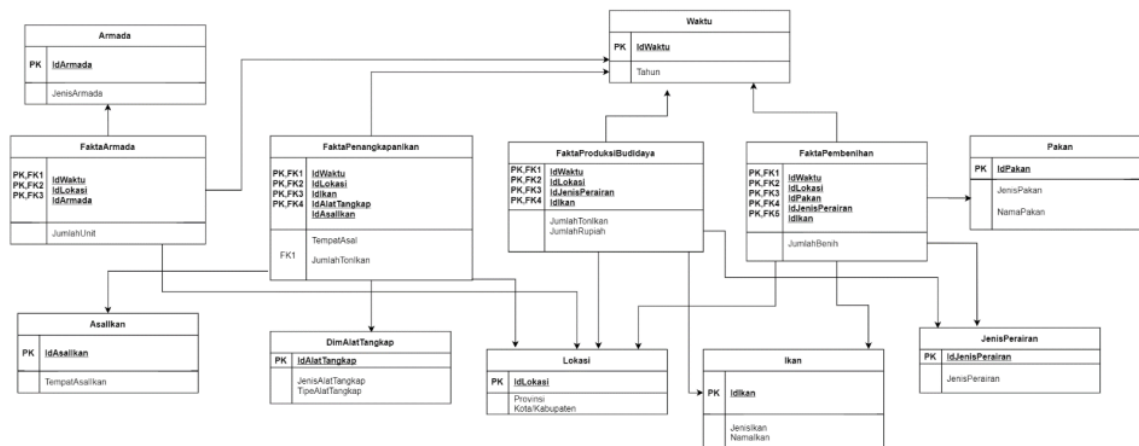 Armada
PK IdArmada
JenisArmada
Waktu
PK IdWaktu
Tahun
FaktaArmada
PK,FK1 IdWaktu
PK,FK2 IdLokasi
PK,FK3 IdArmada
JumlahUnit
FaktaPenangkapanikan
PK,FK1 IdWaktu
PK,FK2 IdLokasi
PK,FK3 IdIkan
PK,FK4 IdAlatTangkap
IdAsalIkan
TempatAsal
FK1
JumlahTonIkan
FaktaProduksiBudidaya
PK,FK1 IdWaktu
PK,FK2 IdLokasi
PK,FK3 IdJenisPerairan
PK,FK4 IdIkan
JumlahTonIkan
JumlahRupiah
FaktaPembenihan
PK,FK1 IdWaktu
PK,FK2 IdLokasi
PK,FK3 IdPakan
PK,FK4 IdJenisPerairan
PK,FK5 IdIkan
JumlahBenih
Pakan
PK IdPakan
JenisPakan
NamaPakan
AsalIkan
PK IdAsalIkan
TempatAsalIkan
DimAlatTangkap
PK IdAlatTangkap
JenisAlatTangkap
TipeAlatTangkap
Lokasi
PK IdLokasi
Provinsi
Kota/Kabupaten
Ikan
PK IdIkan
JenisIkan
NamaIkan
JenisPerairan
PK IdJenisPerairan
JenisPerairan